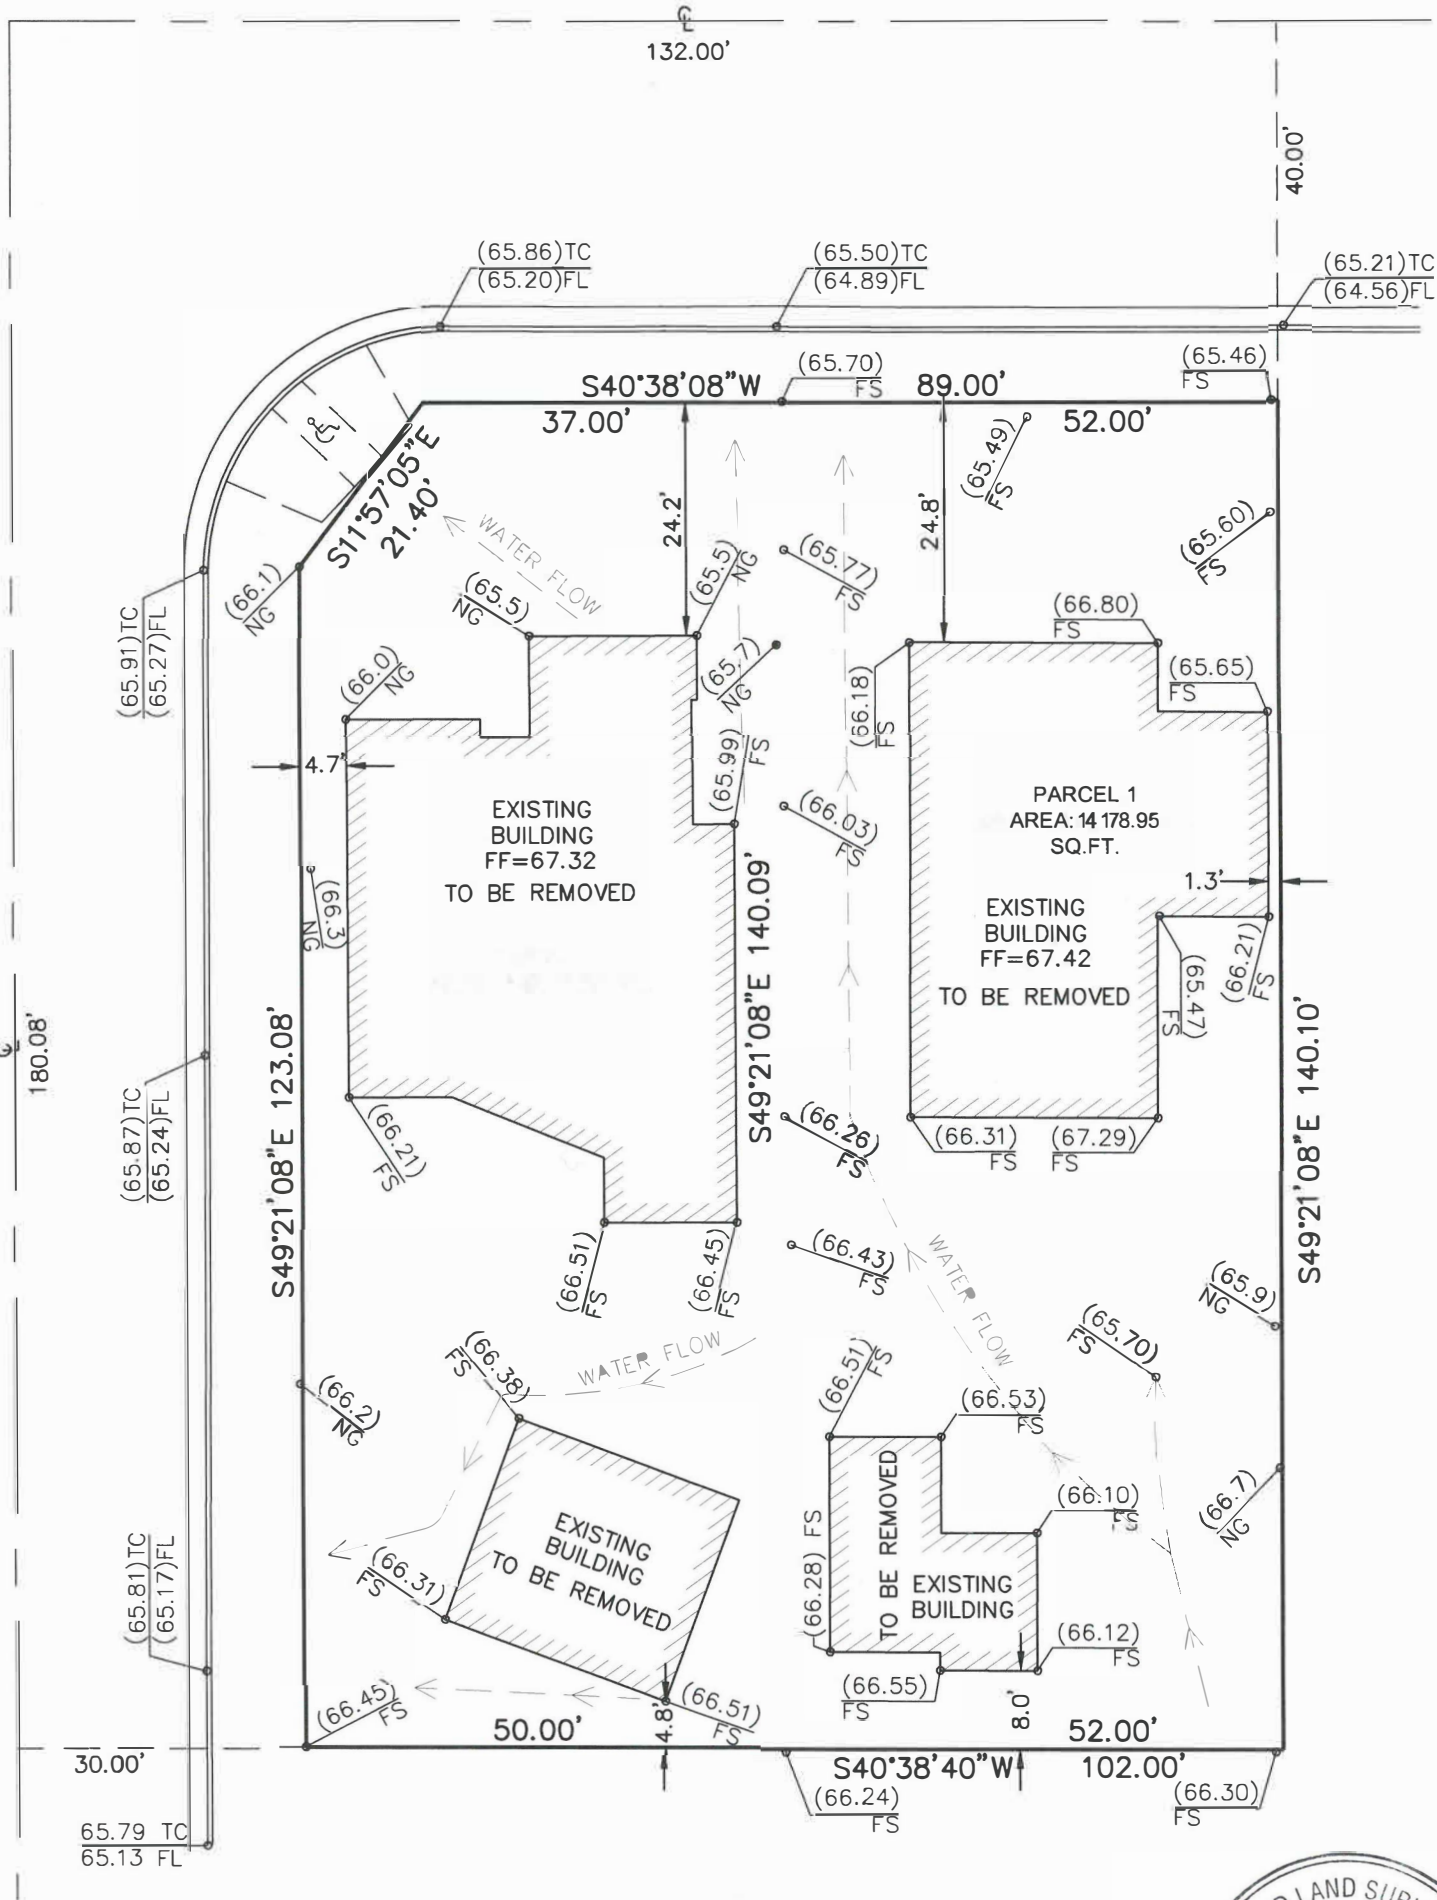 ℄
132.00'
40.00'
(65.86)TC
(65.20)FL
(65.50)TC
(64.89)FL
(65.21)TC
(64.56)FL
(65.70)
FS
(65.46)
FS
S40°38'08"W
89.00'
37.00'
52.00'
(65.49)
FS
S11°57'05"E
21.40'
24.2'
24.8'
WATER FLOW
(65.60)
FS
(66.1)
NG
(65.5)
NG
(65.5)
NG
(65.77)
FS
(66.80)
FS
(65.91)TC
(65.27)FL
(66.0)
NG
(65.7)
NG
(66.18)
FS
(65.65)
FS
4.7'
(65.99)
FS
(66.03)
FS
EXISTING
BUILDING
FF=67.32
TO BE REMOVED
PARCEL 1
AREA: 14178.95
SQ.FT.
1.3'
(66.3)
NG
EXISTING
BUILDING
FF=67.42
TO BE REMOVED
(66.21)
FS
(65.47)
FS
S49°21'08"E 140.09'
S49°21'08"E 123.08'
S49°21'08"E 140.10'
℄
180.08'
(65.87)TC
(65.24)FL
(66.21)
FS
(66.26)
FS
(66.31)
FS
(67.29)
FS
(66.51)
FS
(66.45)
FS
(66.43)
FS
WATER FLOW
(65.9)
NG
(65.70)
FS
WATER FLOW
(66.38)
FS
(66.2)
NG
(66.51)
FS
(66.53)
FS
(66.7)
NG
(66.10)
FS
EXISTING
BUILDING
TO BE REMOVED
(66.28) FS
TO BE REMOVED
EXISTING
BUILDING
(66.31)
FS
(65.81)TC
(65.17)FL
(66.12)
FS
(66.55)
FS
(66.45)
FS
(66.51)
FS
4.8'
8.0'
50.00'
52.00'
30.00'
S40°38'40"W
102.00'
(66.24)
FS
(66.30)
FS
65.79 TC
65.13 FL
LAND SUR